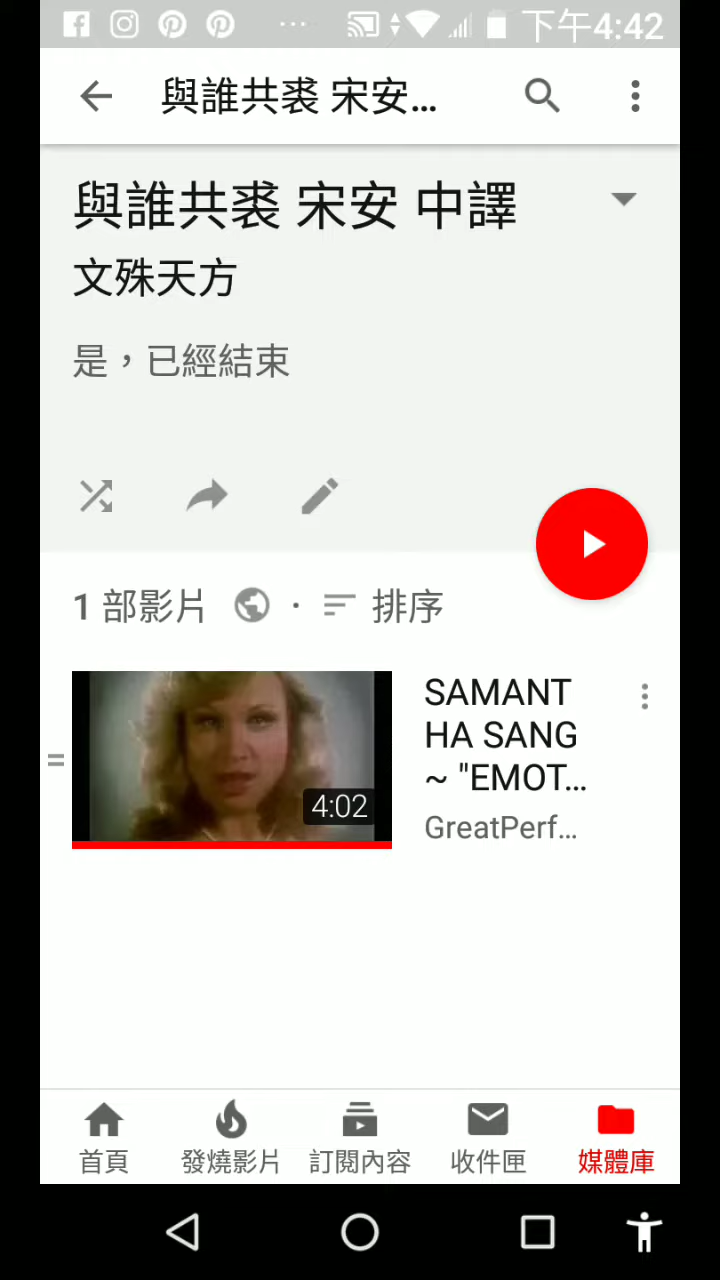 下午4:42
與誰共裘 宋安...
與誰共裘 宋安 中譯
文殊天方
是，已經結束
1 部影片 · 排序
SAMANT
HA SANG
~ "EMOT...
GreatPerf...
4:02
首頁 發燒影片 訂閱內容 收件匣 媒體庫